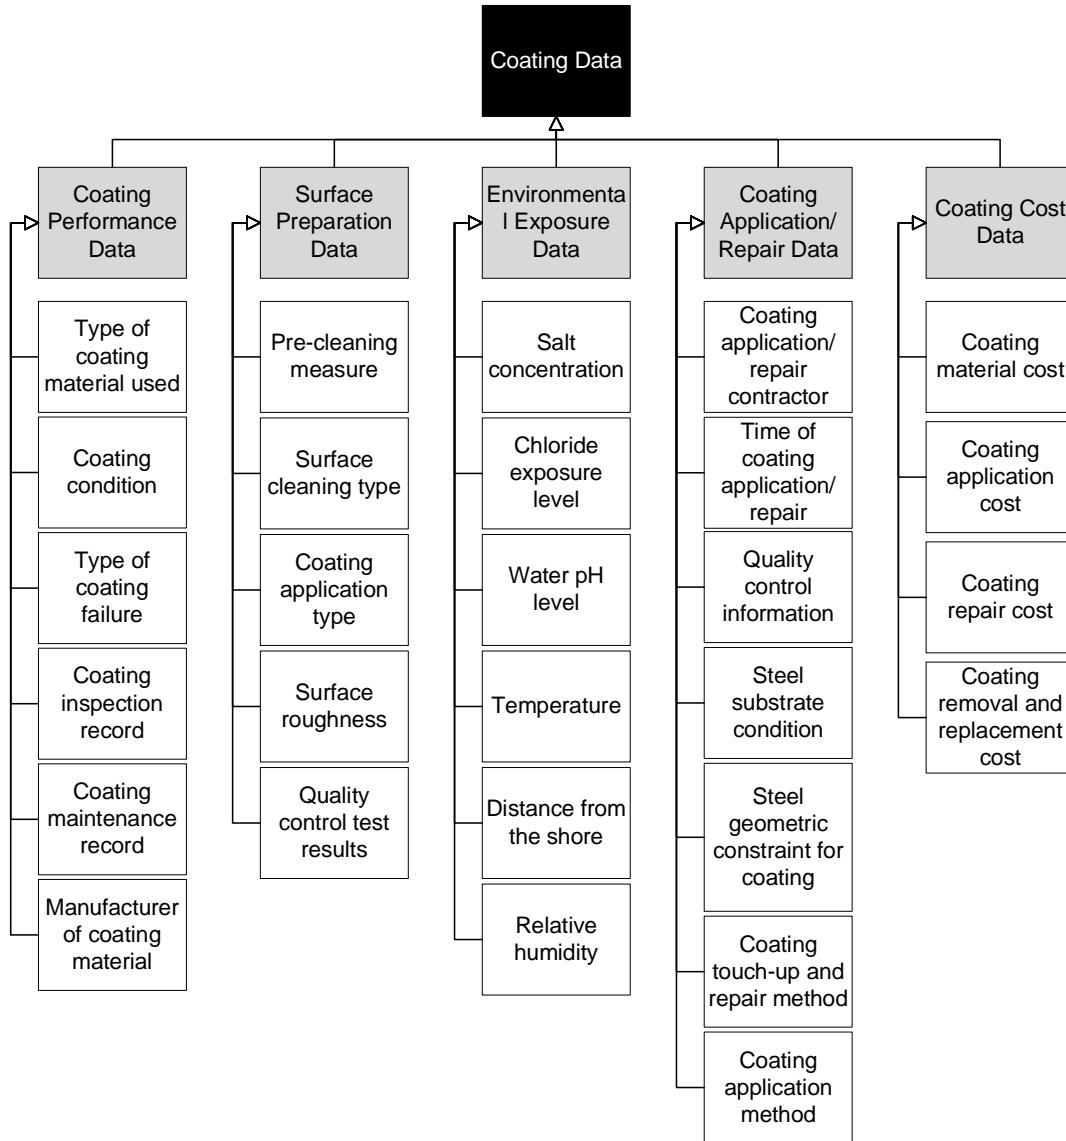 Coating Data
Coating
Performance
Data
Surface
Preparation
Data
Environmenta
l Exposure
Data
Coating
Application/
Repair Data
Coating Cost
Data
Type of
coating
material used
Coating
condition
Type of
coating
failure
Coating
inspection
record
Coating
maintenance
record
Manufacturer
of coating
material
Pre-cleaning
measure
Surface
cleaning type
Coating
application
type
Surface
roughness
Quality
control test
results
Salt
concentration
Chloride
exposure
level
Water pH
level
Temperature
Distance from
the shore
Relative
humidity
Coating
application/
repair
contractor
Time of
coating
application/
repair
Quality
control
information
Steel
substrate
condition
Steel
geometric
constraint for
coating
Coating
touch-up and
repair method
Coating
application
method
Coating
material cost
Coating
application
cost
Coating
repair cost
Coating
removal and
replacement
cost